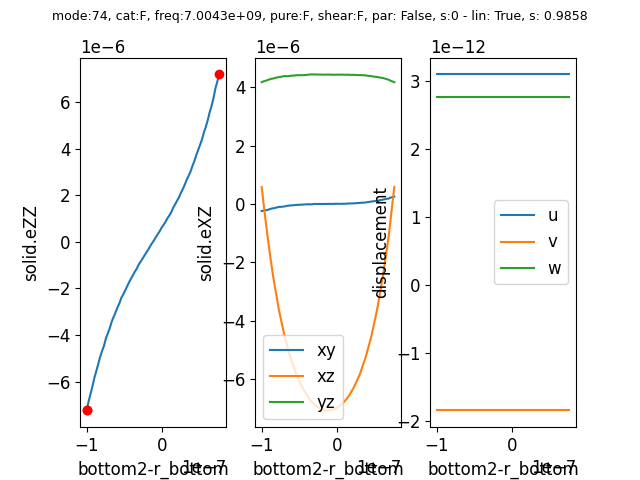 mode:74, cat:F, freq:7.0043e+09, pure:F, shear:F, par: False, s:0 - lin: True, s: 0.9858
1e−6
6
4
2
0
−2
−4
−6
−1
0
1e−7
solid.eZZ
bottom2-r_bottom
1e−6
4
2
0
−2
−4
−6
−1
0
1e−7
solid.eXZ
bottom2-r_bottom
xy
xz
yz
1e−12
3
2
1
0
−1
−2
−1
0
1e−7
displacement
bottom2-r_bottom
u
v
w